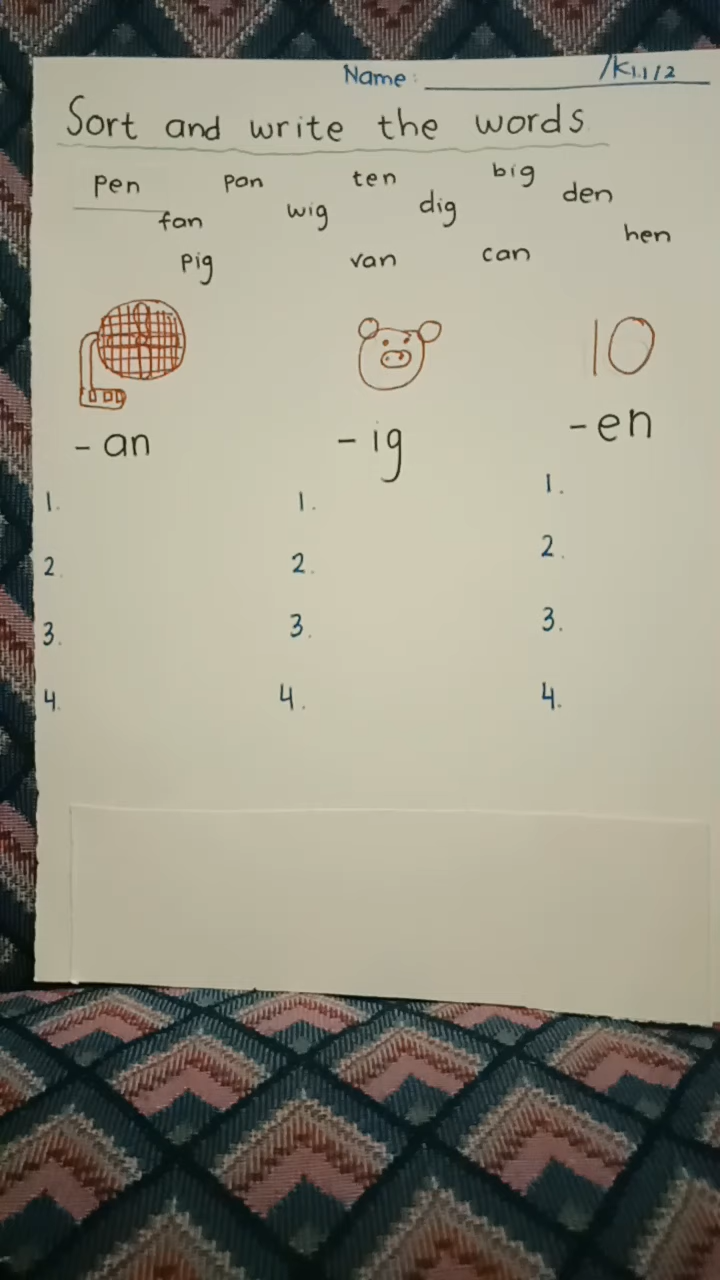 Name: /K1.1/2
Sort and write the words
pen pan ten big den
fan wig dig hen
pig van can
10
-an -ig -en
1. 1. 1.
2. 2. 2.
3. 3. 3.
4. 4. 4.